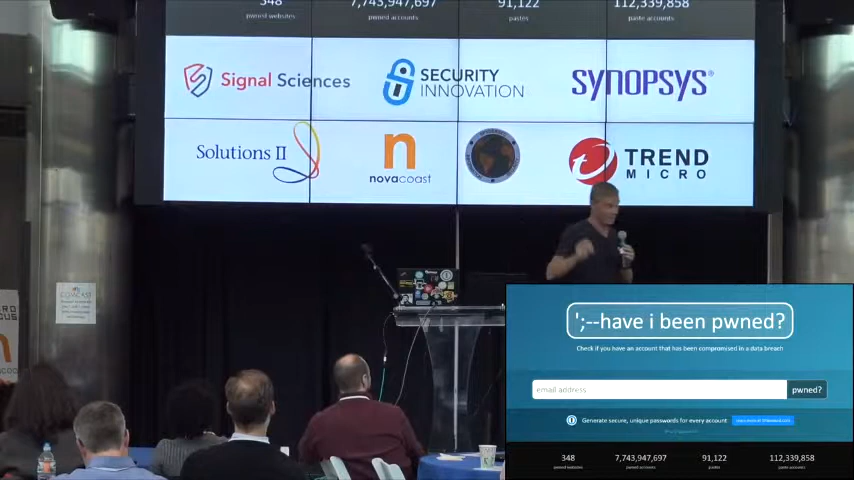 348
7,743,947,697
91,122
112,339,858
pwned websites
pwned accounts
pastes
paste accounts
Signal Sciences
SECURITY
INNOVATION
SYNOPSYS®
Solutions II
n
novacoast
TREND
MICRO
COMCAST
';--have i been pwned?
Check if you have an account that has been compromised in a data breach
email address
pwned?
Generate secure, unique passwords for every account
348
7,743,947,697
91,122
112,339,858
pwned websites
pwned accounts
pastes
paste accounts